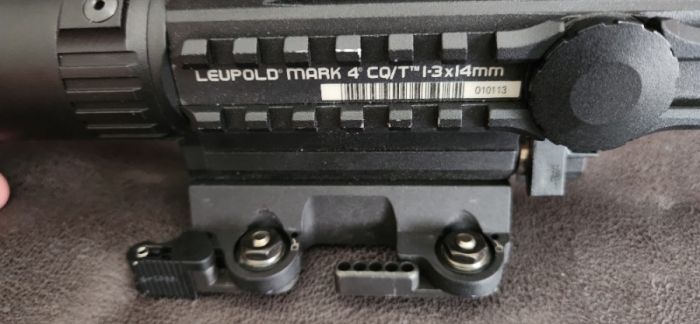 LEUPOLD® MARK 4® CQ/T™ 1-3x14mm
010113